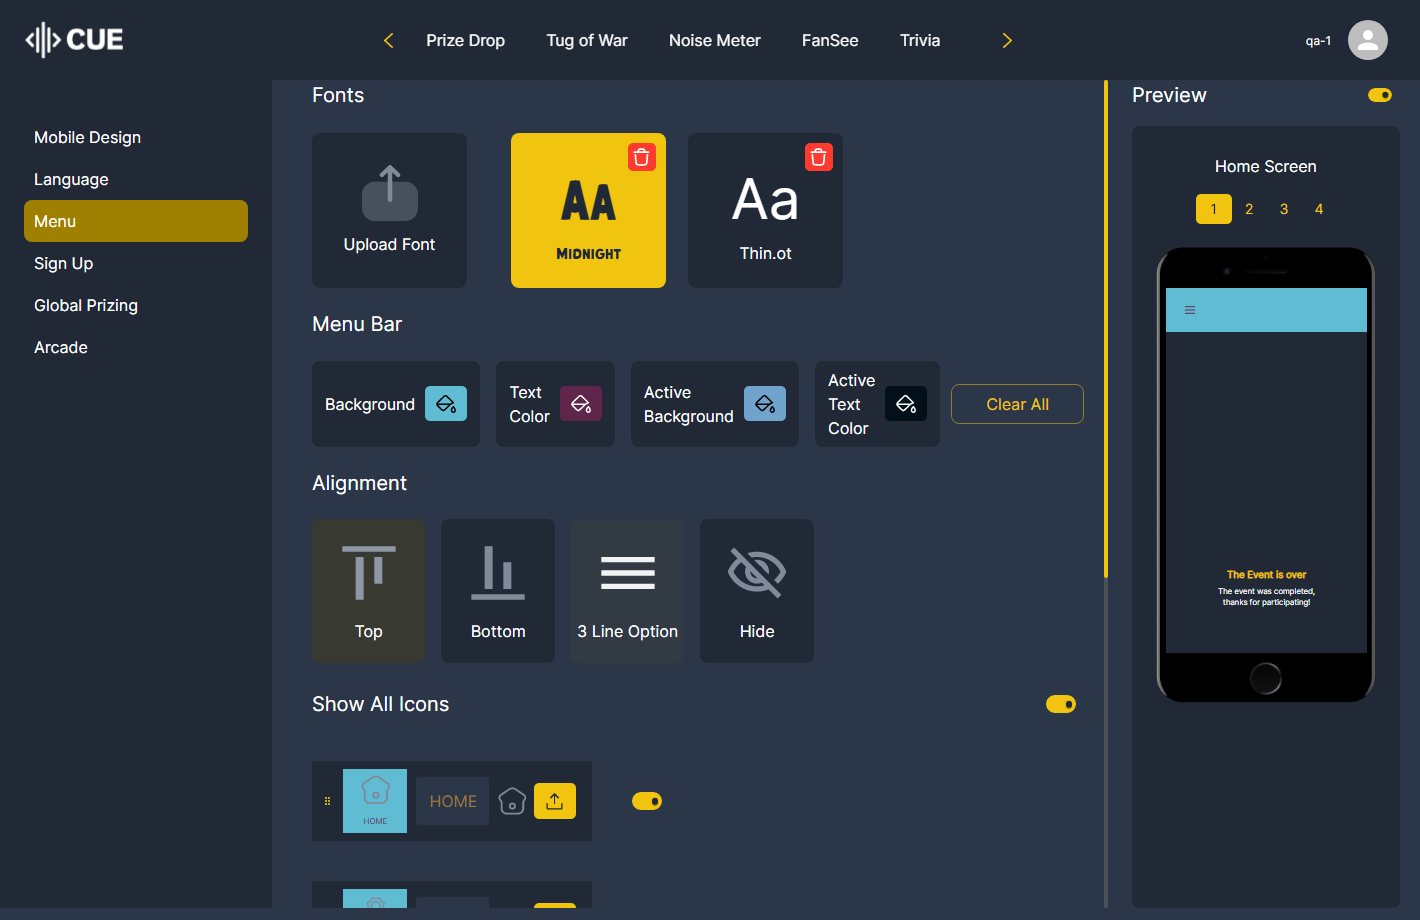 CUE
Prize Drop
Tug of War
Noise Meter
FanSee
Trivia
qa-1
Mobile Design
Language
Menu
Sign Up
Global Prizing
Arcade
Fonts
Upload Font
AA
MIDNIGHT
Aa
Thin.ot
Menu Bar
Background
Text
Color
Active
Background
Active
Text
Color
Clear All
Alignment
Top
Bottom
3 Line Option
Hide
Show All Icons
HOME
HOME
Preview
Home Screen
1 2 3 4
The Event is over
The event was completed,
thanks for participating!